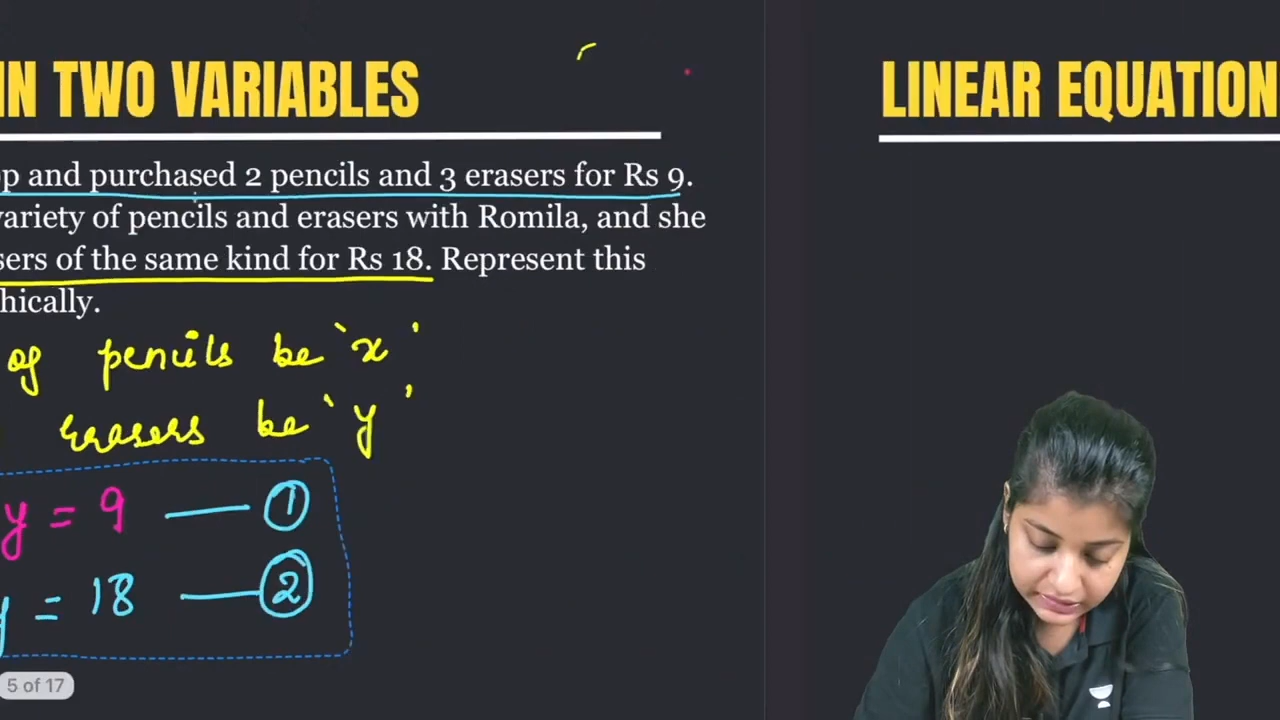 IN TWO VARIABLES
LINEAR EQUATION
op and purchased 2 pencils and 3 erasers for Rs 9.
variety of pencils and erasers with Romila, and she
sers of the same kind for Rs 18. Represent this
hically.
of pencils be 'x'
erasers be 'y'
y = 9 —— ①
y = 18 —— ②
5 of 17